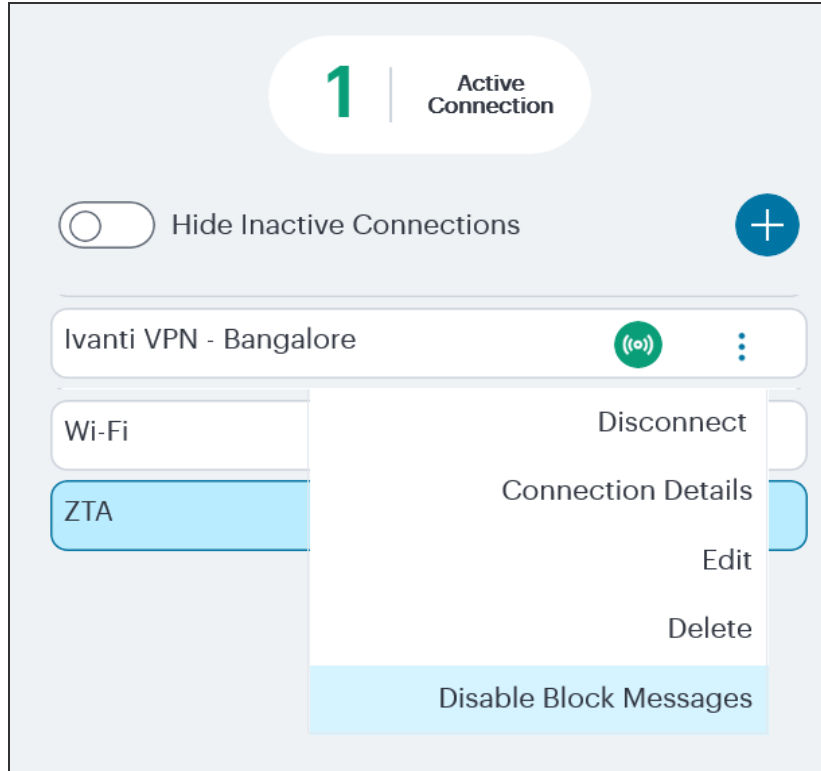 1
Active
Connection
Hide Inactive Connections
Ivanti VPN - Bangalore
Wi-Fi
Disconnect
Connection Details
ZTA
Edit
Delete
Disable Block Messages